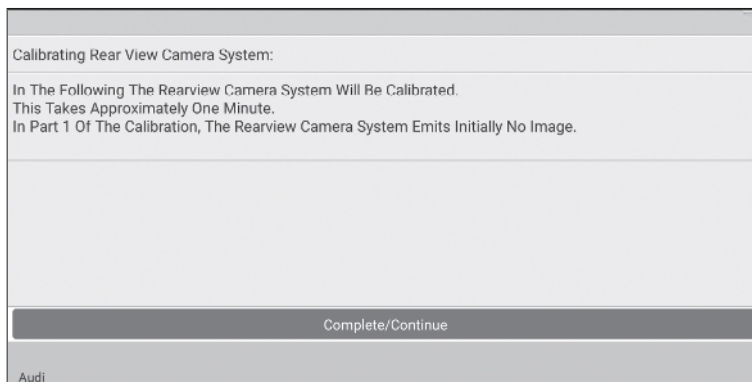 Calibrating Rear View Camera System:
In The Following The Rearview Camera System Will Be Calibrated.
This Takes Approximately One Minute.
In Part 1 Of The Calibration, The Rearview Camera System Emits Initially No Image.
Complete/Continue
Audi